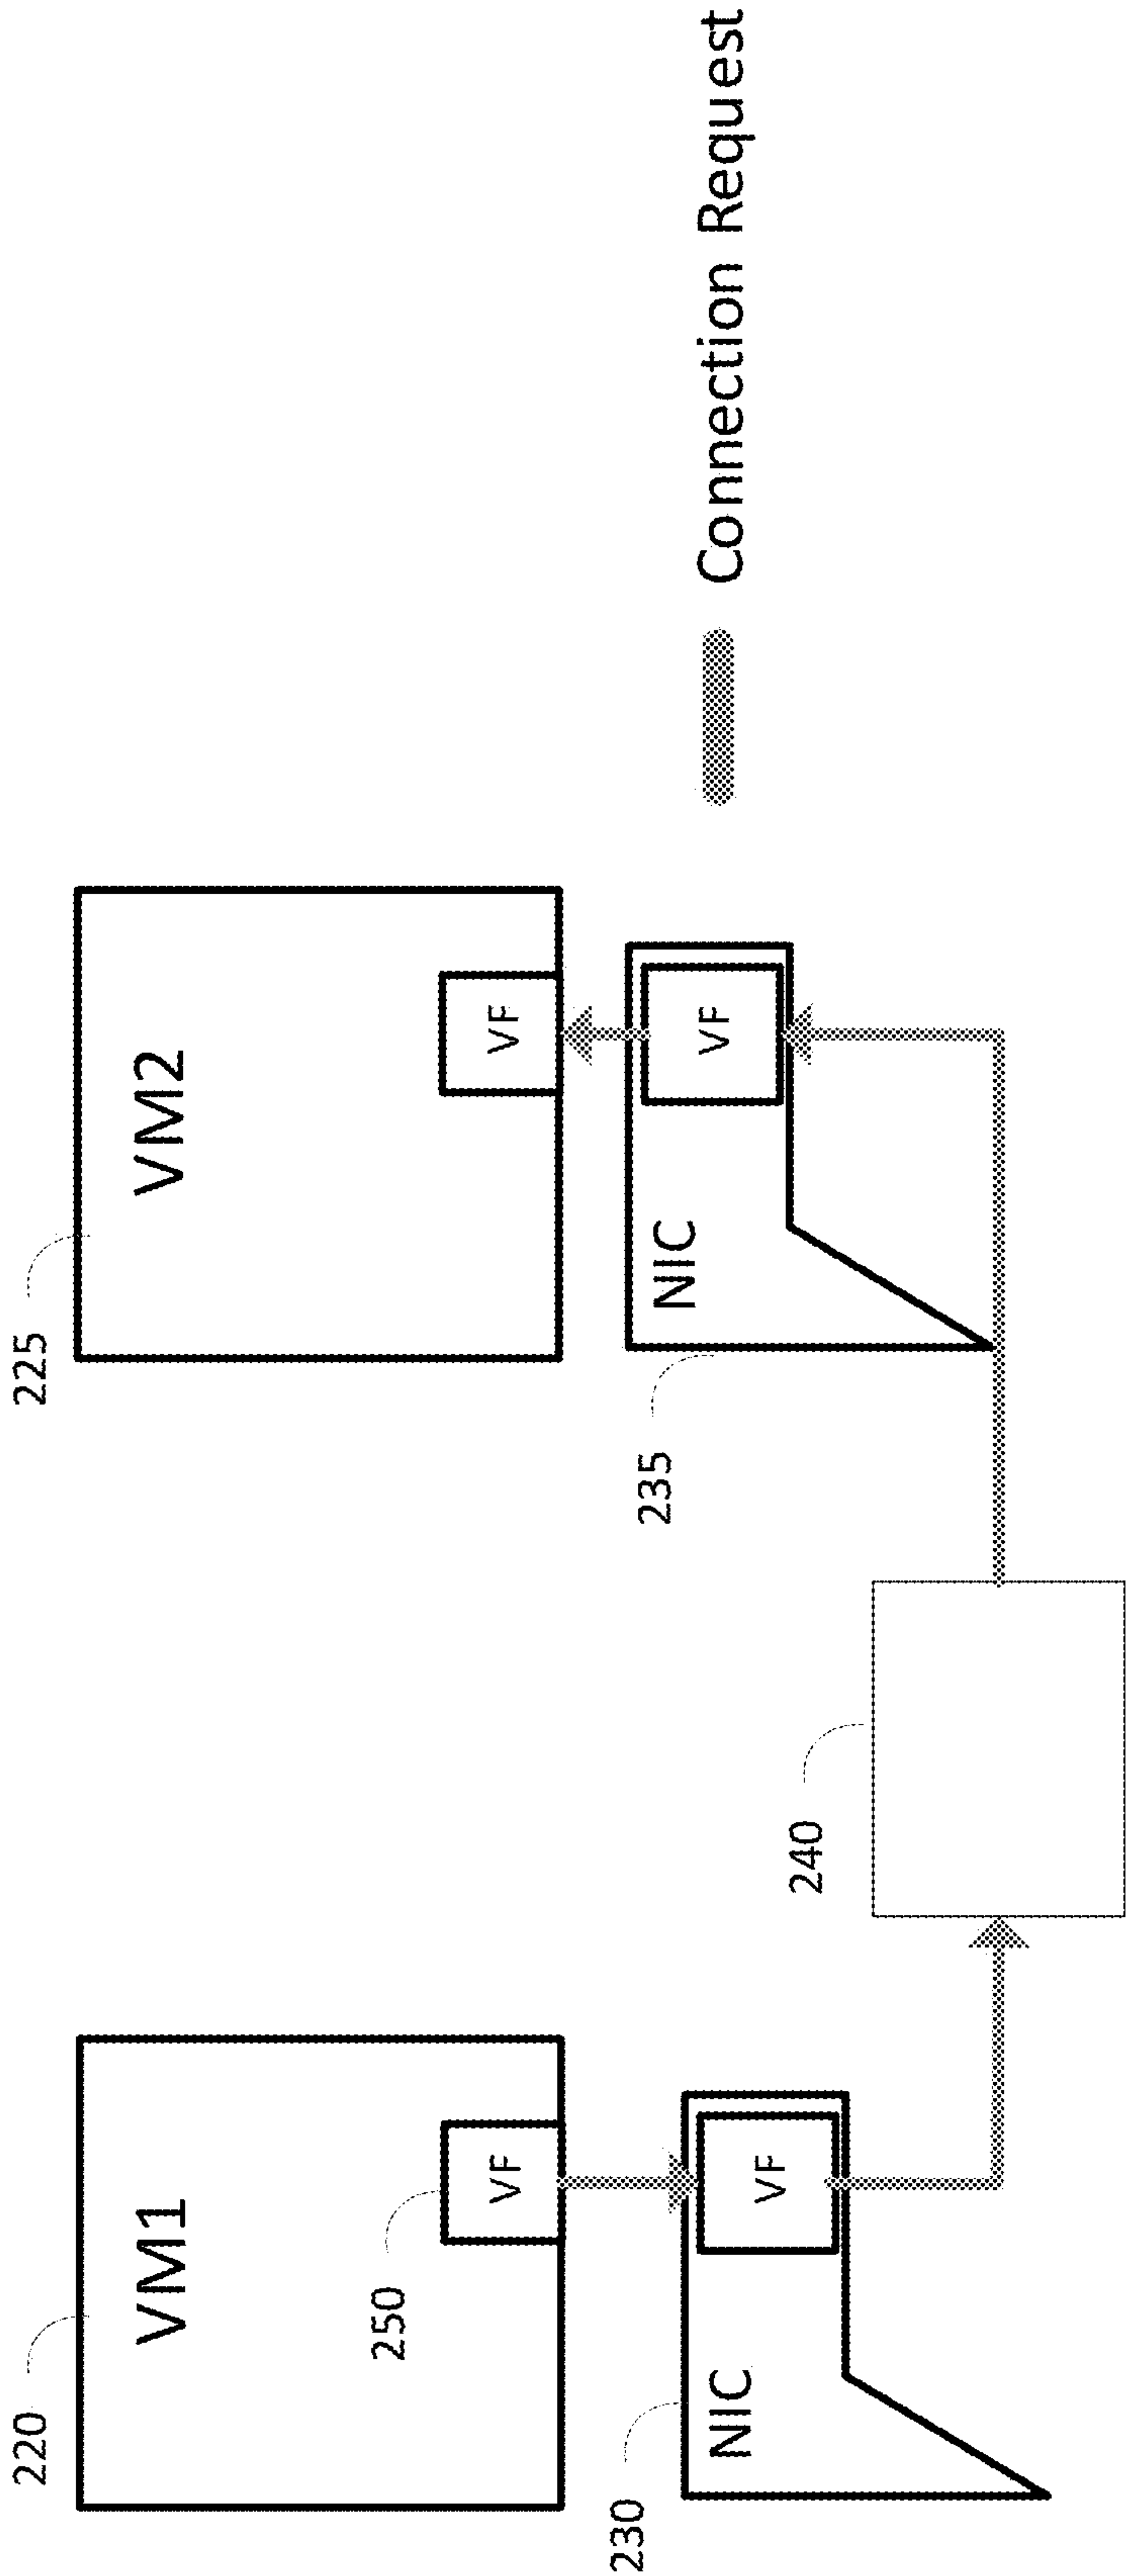 220
VM1
250
VF
225
VM2
VF
230
NIC
VF
235
NIC
VF
240
Connection Request